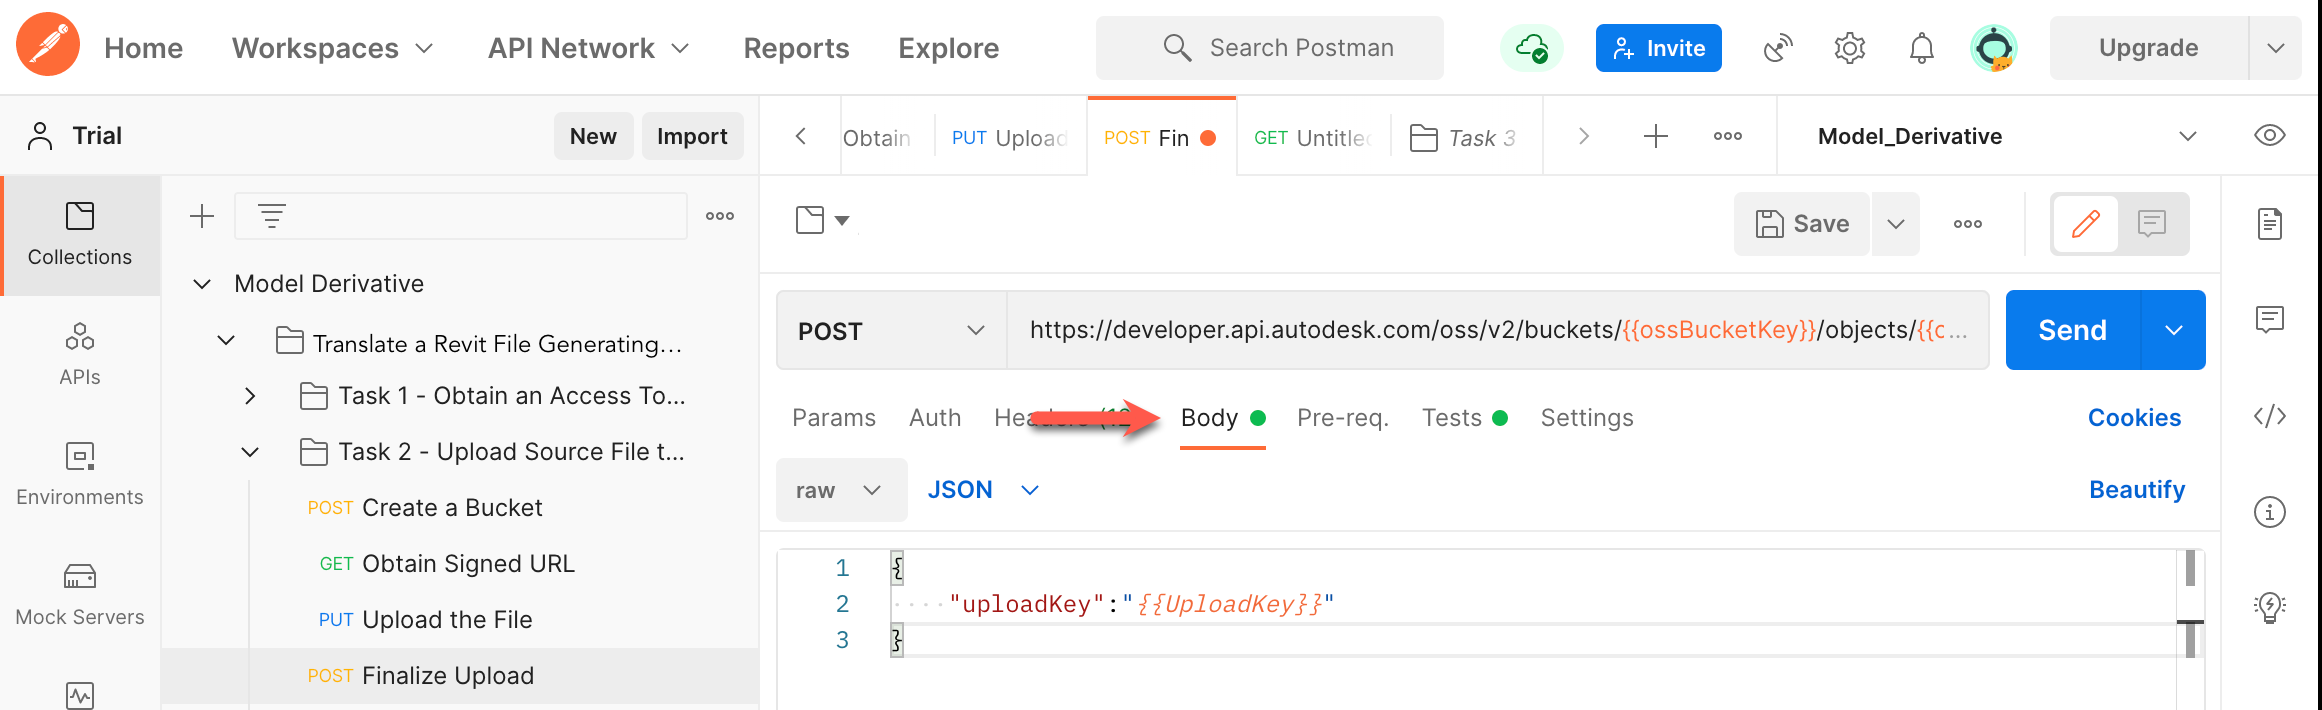 Home Workspaces API Network Reports Explore Search Postman Invite Upgrade
Trial New Import
Obtain PUT Upload POST Fin GET Untitled Task 3 Model_Derivative
Collections
Save
Model Derivative
Translate a Revit File Generating...
POST https://developer.api.autodesk.com/oss/v2/buckets/{{ossBucketKey}}/objects/{{o... Send
APIs
Task 1 - Obtain an Access To...
Params Auth Headers (12 Body Pre-req. Tests Settings Cookies
Task 2 - Upload Source File t...
raw JSON Beautify
Environments
POST Create a Bucket
GET Obtain Signed URL
1 {
2 "uploadKey":"{{UploadKey}}"
3 }
Mock Servers
PUT Upload the File
POST Finalize Upload